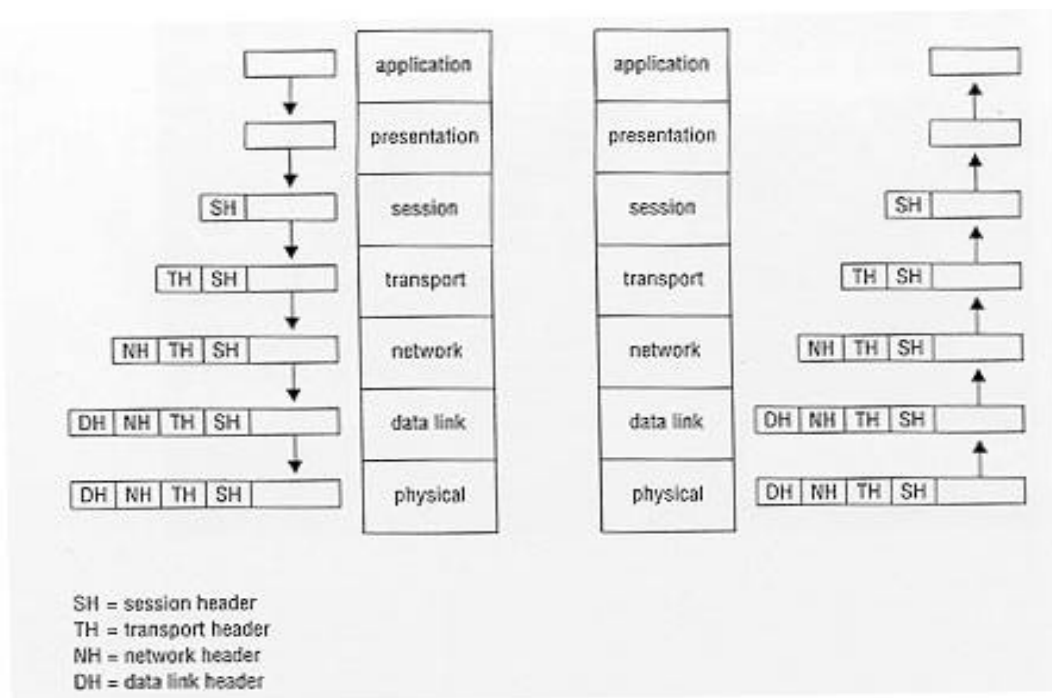 application application
presentation presentation
SH session session SH
TH SH transport transport TH SH
NH TH SH network network NH TH SH
DH NH TH SH data link data link DH NH TH SH
DH NH TH SH physical physical DH NH TH SH
SH = session header
TH = transport header
NH = network header
DH = data link header